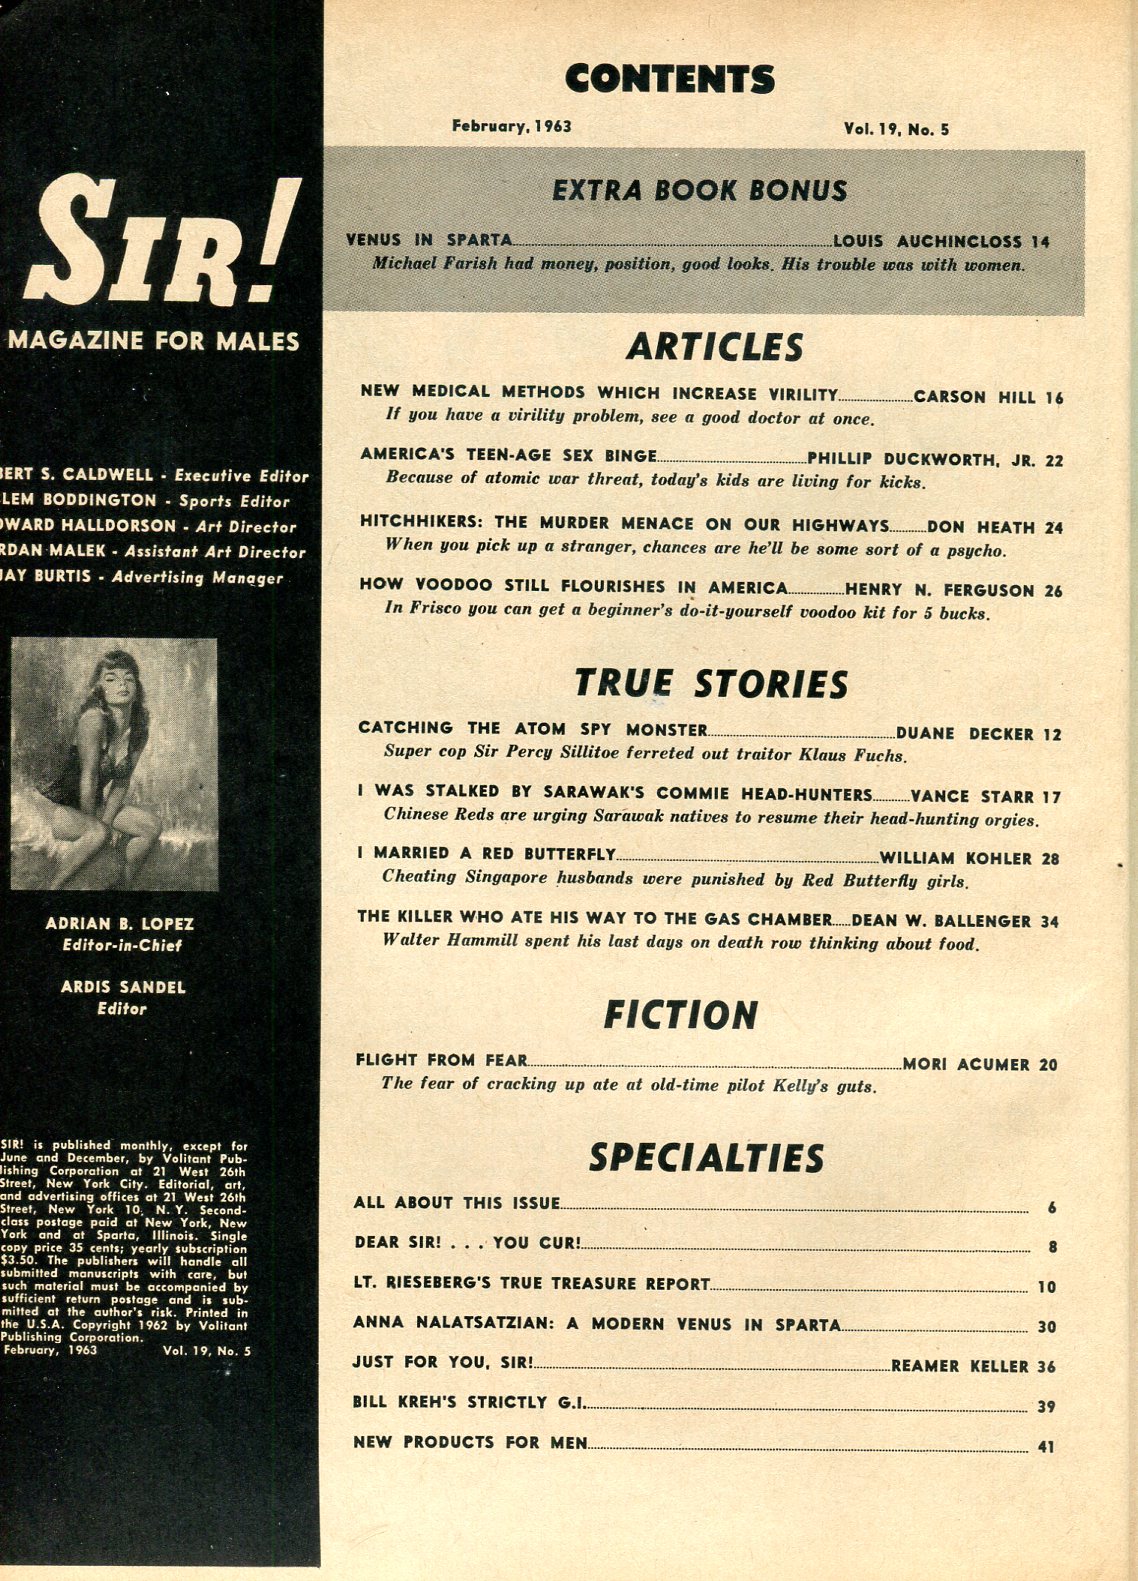 SIR!
MAGAZINE FOR MALES
BERT S. CALDWELL - Executive Editor
LEM BODDINGTON - Sports Editor
WARD HALLDORSON - Art Director
RDAN MALEK - Assistant Art Director
JAY BURTIS - Advertising Manager
ADRIAN B. LOPEZ
Editor-in-Chief
ARDIS SANDEL
Editor
SIR! is published monthly, except for
June and December, by Volitant Pub-
lishing Corporation at 21 West 26th
Street, New York City. Editorial, art,
and advertising offices at 21 West 26th
Street, New York 10, N. Y. Second-
class postage paid at New York, New
York and at Sparta, Illinois. Single
copy price 35 cents; yearly subscription
$3.50. The publishers will handle all
submitted manuscripts with care, but
such material must be accompanied by
sufficient return postage and is sub-
mitted at the author's risk. Printed in
the U.S.A. Copyright 1962 by Volitant
Publishing Corporation.
February, 1963 Vol. 19, No. 5
CONTENTS
February, 1963 Vol. 19, No. 5
EXTRA BOOK BONUS
VENUS IN SPARTA LOUIS AUCHINCLOSS 14
Michael Farish had money, position, good looks. His trouble was with women.
ARTICLES
NEW MEDICAL METHODS WHICH INCREASE VIRILITY CARSON HILL 16
If you have a virility problem, see a good doctor at once.
AMERICA'S TEEN-AGE SEX BINGE PHILLIP DUCKWORTH, JR. 22
Because of atomic war threat, today's kids are living for kicks.
HITCHHIKERS: THE MURDER MENACE ON OUR HIGHWAYS DON HEATH 24
When you pick up a stranger, chances are he'll be some sort of a psycho.
HOW VOODOO STILL FLOURISHES IN AMERICA HENRY N. FERGUSON 26
In Frisco you can get a beginner's do-it-yourself voodoo kit for 5 bucks.
TRUE STORIES
CATCHING THE ATOM SPY MONSTER DUANE DECKER 12
Super cop Sir Percy Sillitoe ferreted out traitor Klaus Fuchs.
I WAS STALKED BY SARAWAK'S COMMIE HEAD-HUNTERS VANCE STARR 17
Chinese Reds are urging Sarawak natives to resume their head-hunting orgies.
I MARRIED A RED BUTTERFLY WILLIAM KOHLER 28
Cheating Singapore husbands were punished by Red Butterfly girls.
THE KILLER WHO ATE HIS WAY TO THE GAS CHAMBER DEAN W. BALLENGER 34
Walter Hammill spent his last days on death row thinking about food.
FICTION
FLIGHT FROM FEAR MORI ACUMER 20
The fear of cracking up ate at old-time pilot Kelly's guts.
SPECIALTIES
ALL ABOUT THIS ISSUE 6
DEAR SIR! . . . YOU CUR! 8
LT. RIESEBERG'S TRUE TREASURE REPORT 10
ANNA NALATSATZIAN: A MODERN VENUS IN SPARTA 30
JUST FOR YOU, SIR! REAMER KELLER 36
BILL KREH'S STRICTLY G.I. 39
NEW PRODUCTS FOR MEN 41